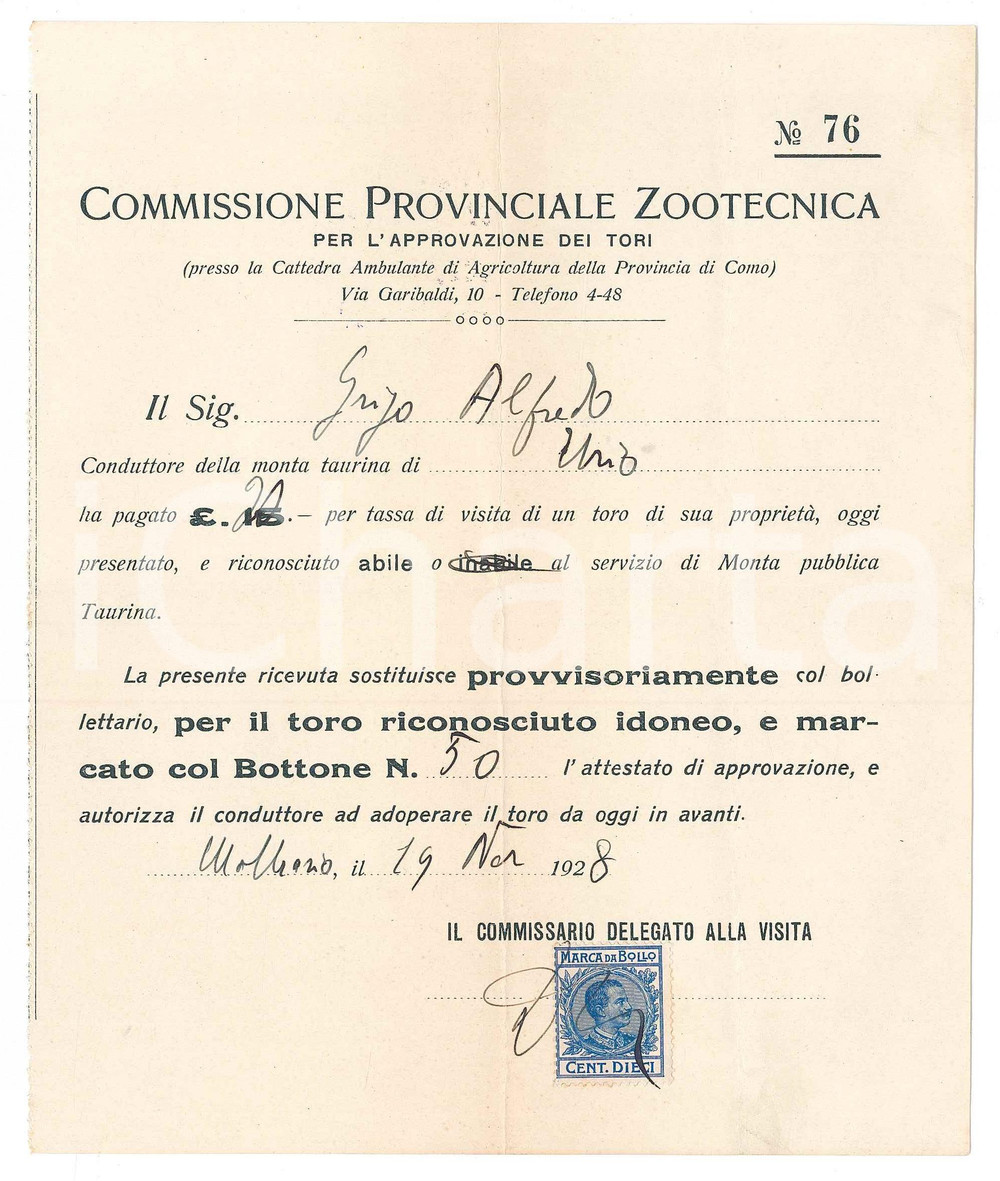 № 76
COMMISSIONE PROVINCIALE ZOOTECNICA
PER L'APPROVAZIONE DEI TORI
(presso la Cattedra Ambulante di Agricoltura della Provincia di Como)
Via Garibaldi, 10 - Telefono 4-48
Il Sig. Alfredo
Conduttore della monta taurina di Urio
ha pagato £. 20.— per tassa di visita di un toro di sua proprietà, oggi
presentato, e riconosciuto abile o inabile al servizio di Monta pubblica
Taurina.
La presente ricevuta sostituisce provvisoriamente col bol-
lettario, per il toro riconosciuto idoneo, e mar-
cato col Bottone N. 50 l'attestato di approvazione, e
autorizza il conduttore ad adoperare il toro da oggi in avanti.
il 19 Nov 1928
IL COMMISSARIO DELEGATO ALLA VISITA
MARCA DA BOLLO
CENT. DIECI
iCharta